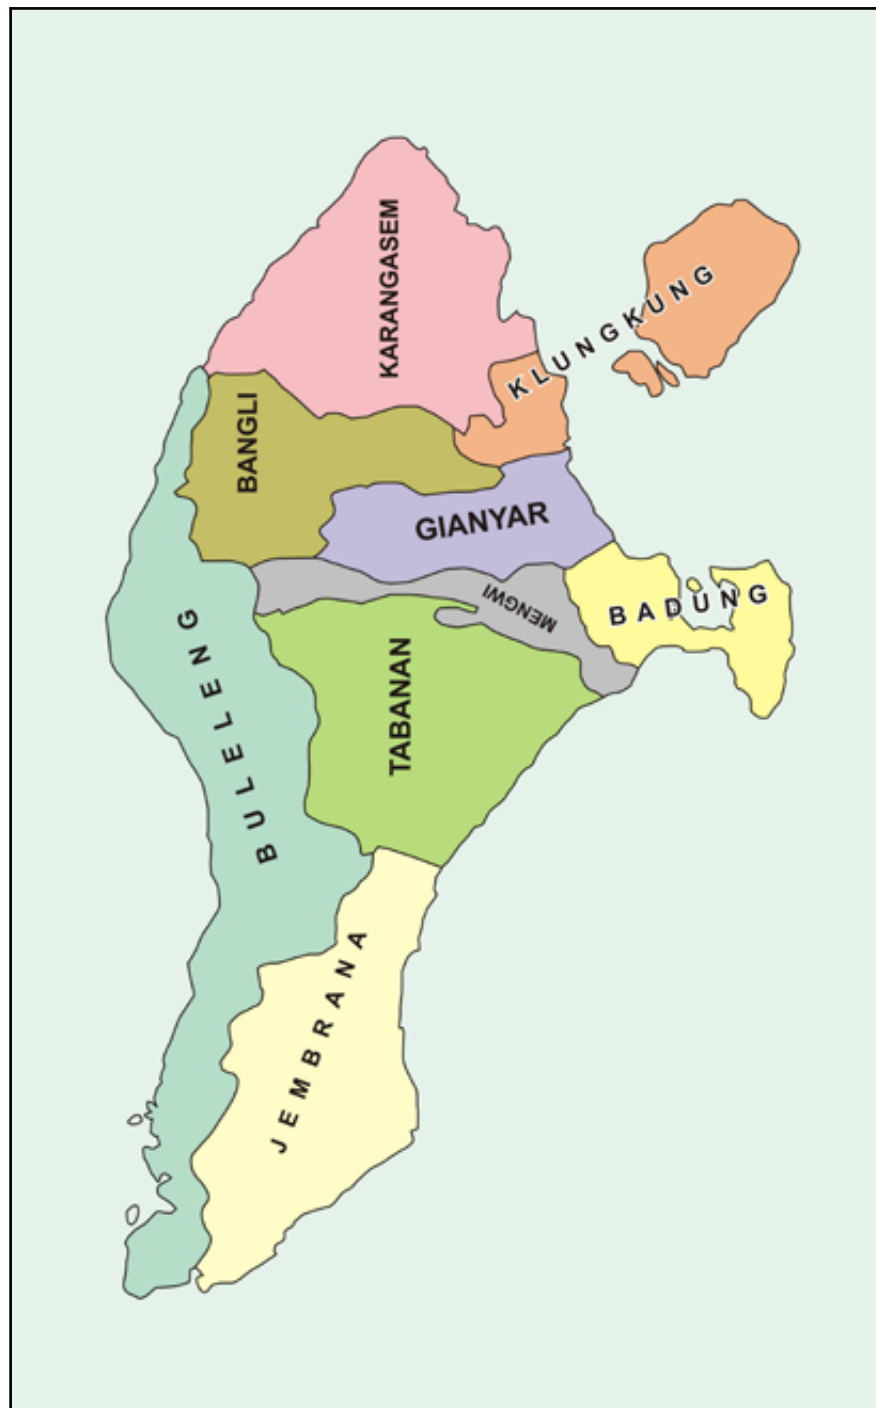 KARANGASEM
KLUNGKUNG
BANGLI
GIANYAR
MENGWI
BADUNG
BULELENG
TABANAN
JEMBRANA